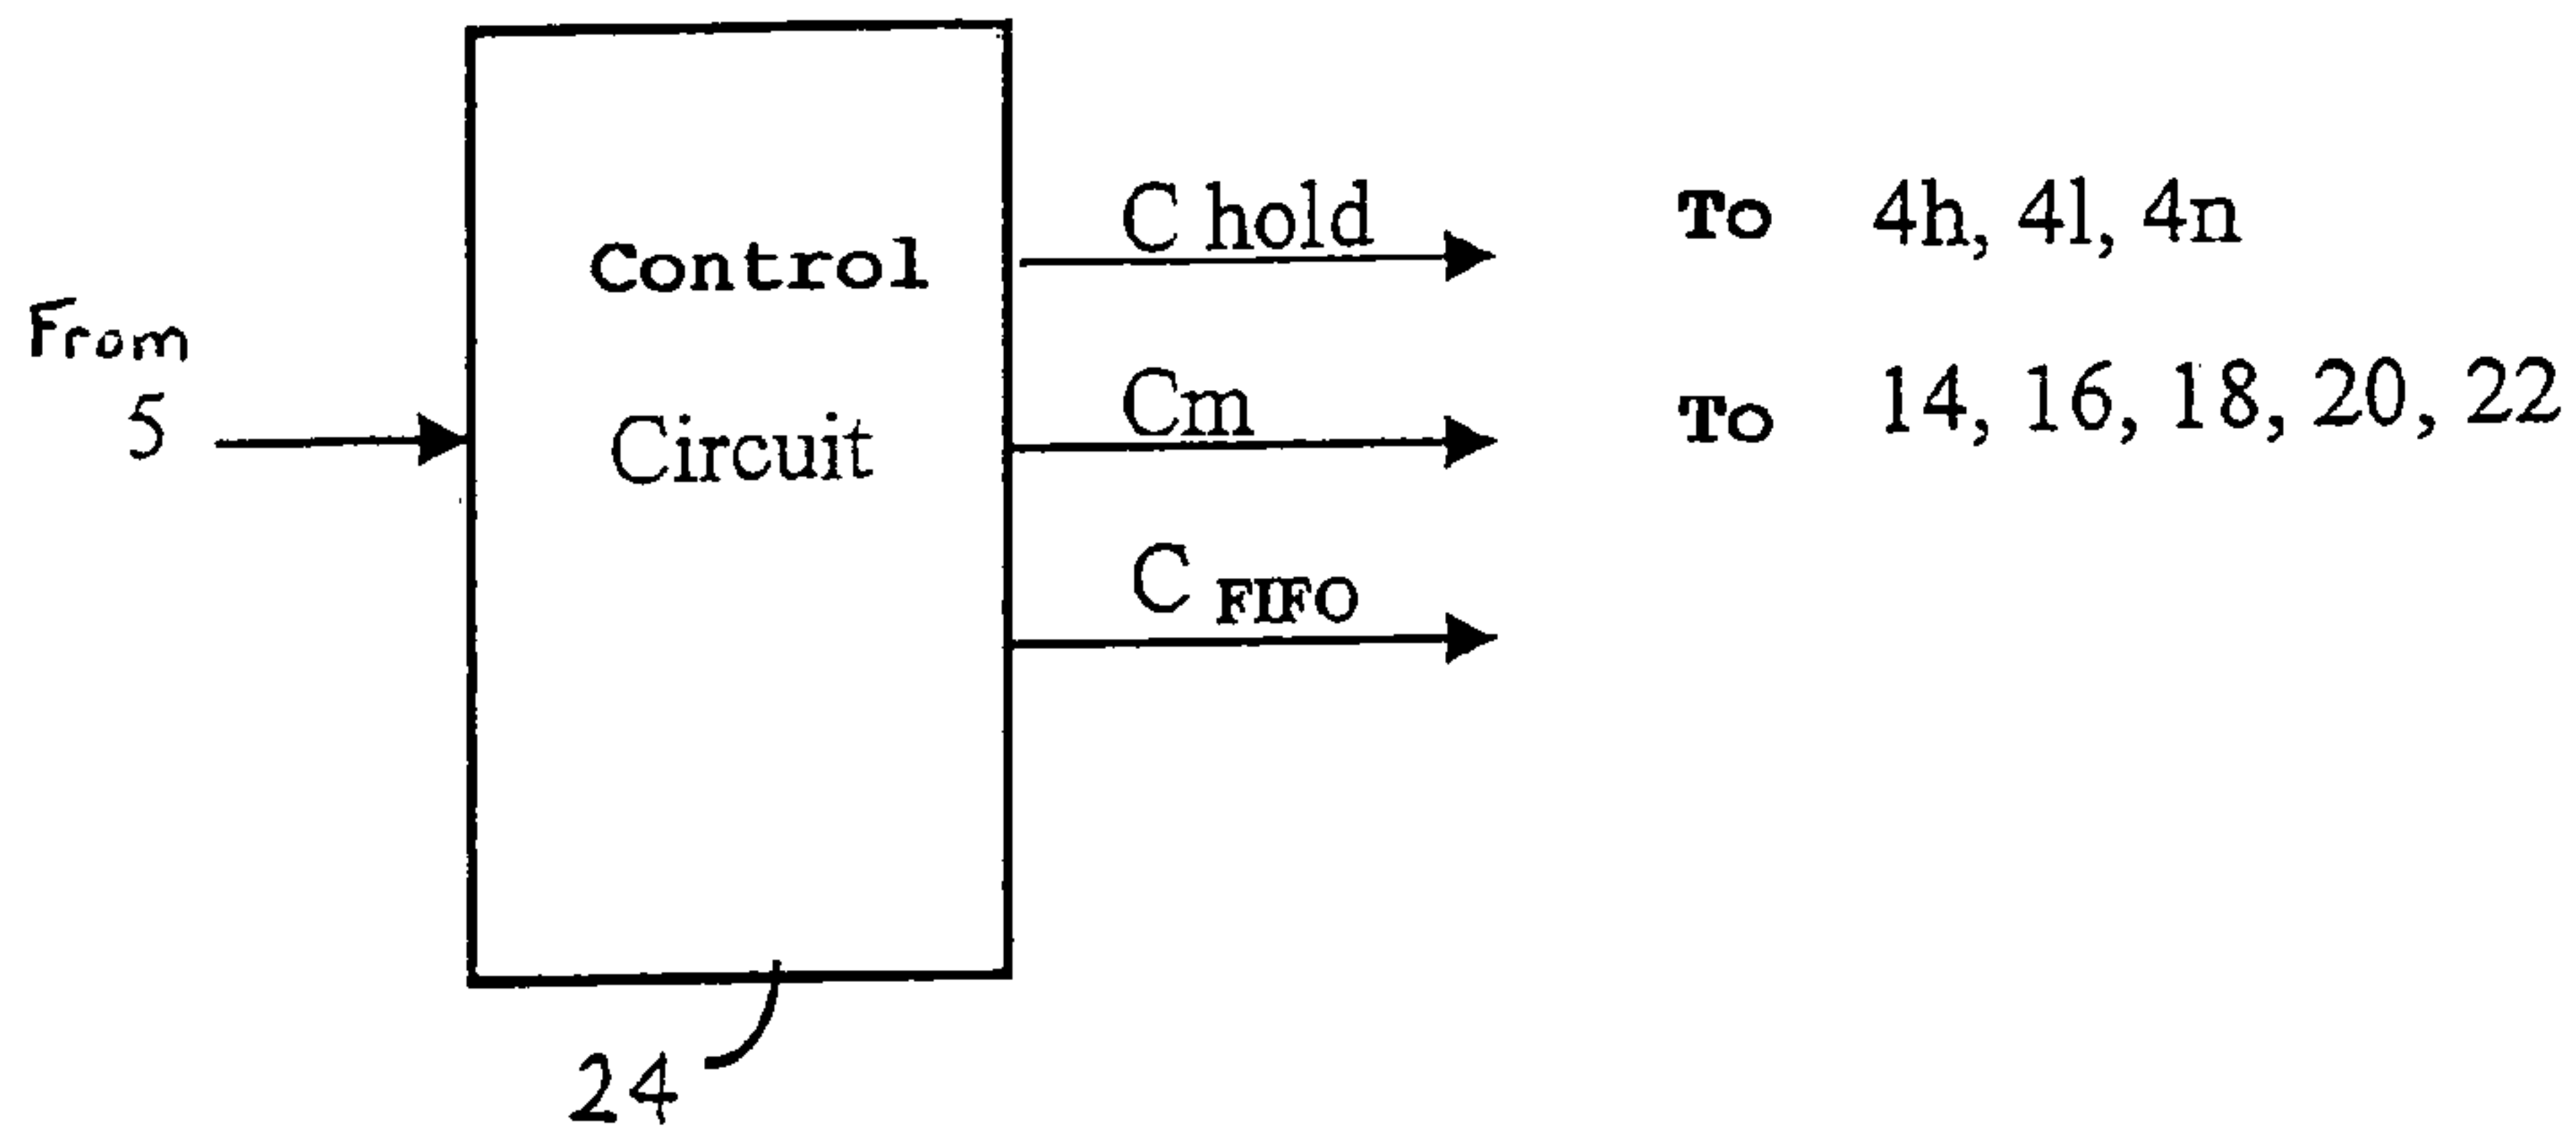 From
5
Control
Circuit
C hold
To 4h, 4l, 4n
Cm
To 14, 16, 18, 20, 22
C FIFO
24